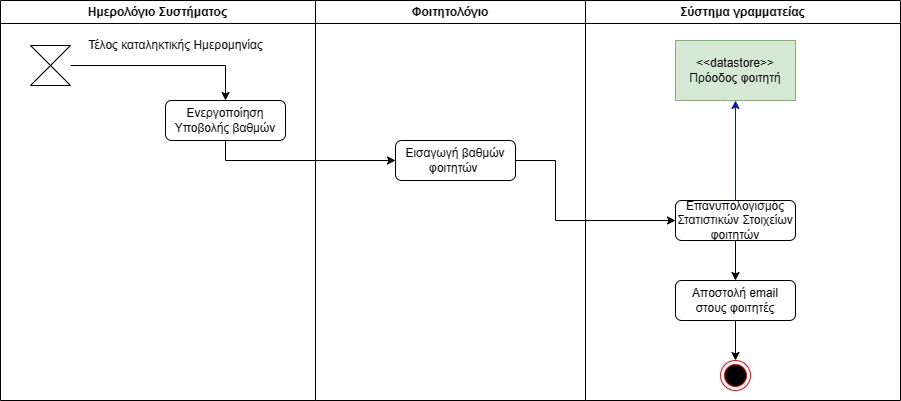 Ημερολόγιο Συστήματος
Φοιτητολόγιο
Σύστημα γραμματείας
Τέλος καταληκτικής Ημερομηνίας
<<datastore>>
Πρόοδος φοιτητή
Ενεργοποίηση
Υποβολής βαθμών
Εισαγωγή βαθμών
φοιτητών
Επανυπολογισμός
Στατιστικών Στοιχείων
φοιτητών
Αποστολή email
στους φοιτητές